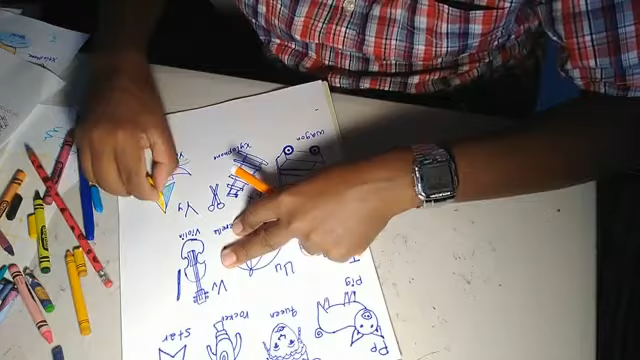 Pp
pig
queen
rocket
star
Uu
Vv
Violin
Yy
wagon
Xylophone